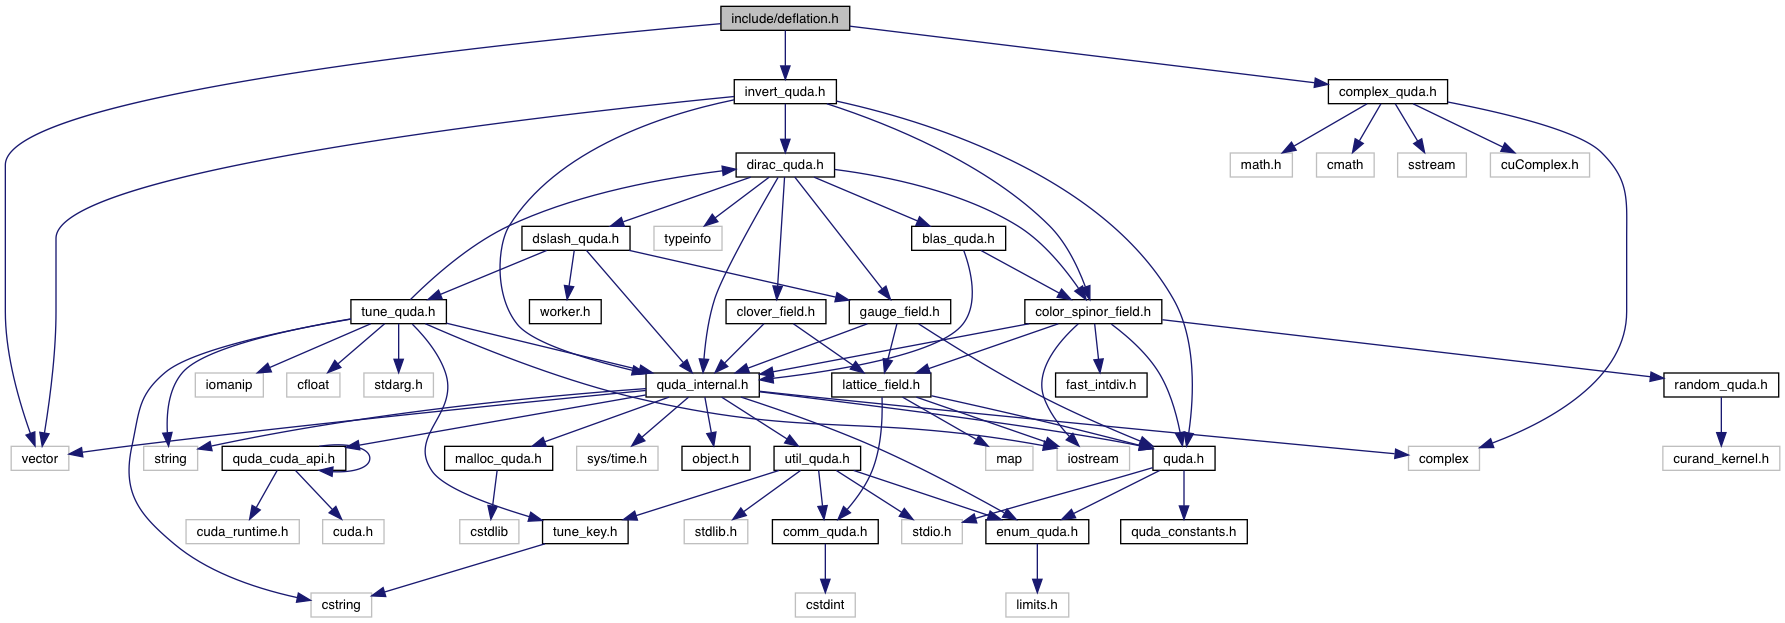 include/deflation.h
invert_quda.h
complex_quda.h
dirac_quda.h
math.h
cmath
sstream
cuComplex.h
dslash_quda.h
typeinfo
blas_quda.h
tune_quda.h
worker.h
clover_field.h
gauge_field.h
color_spinor_field.h
iomanip
cfloat
stdarg.h
quda_internal.h
lattice_field.h
fast_intdiv.h
random_quda.h
vector
string
quda_cuda_api.h
malloc_quda.h
sys/time.h
object.h
util_quda.h
map
iostream
quda.h
complex
curand_kernel.h
cuda_runtime.h
cuda.h
cstdlib
tune_key.h
stdlib.h
comm_quda.h
stdio.h
enum_quda.h
quda_constants.h
cstring
cstdint
limits.h